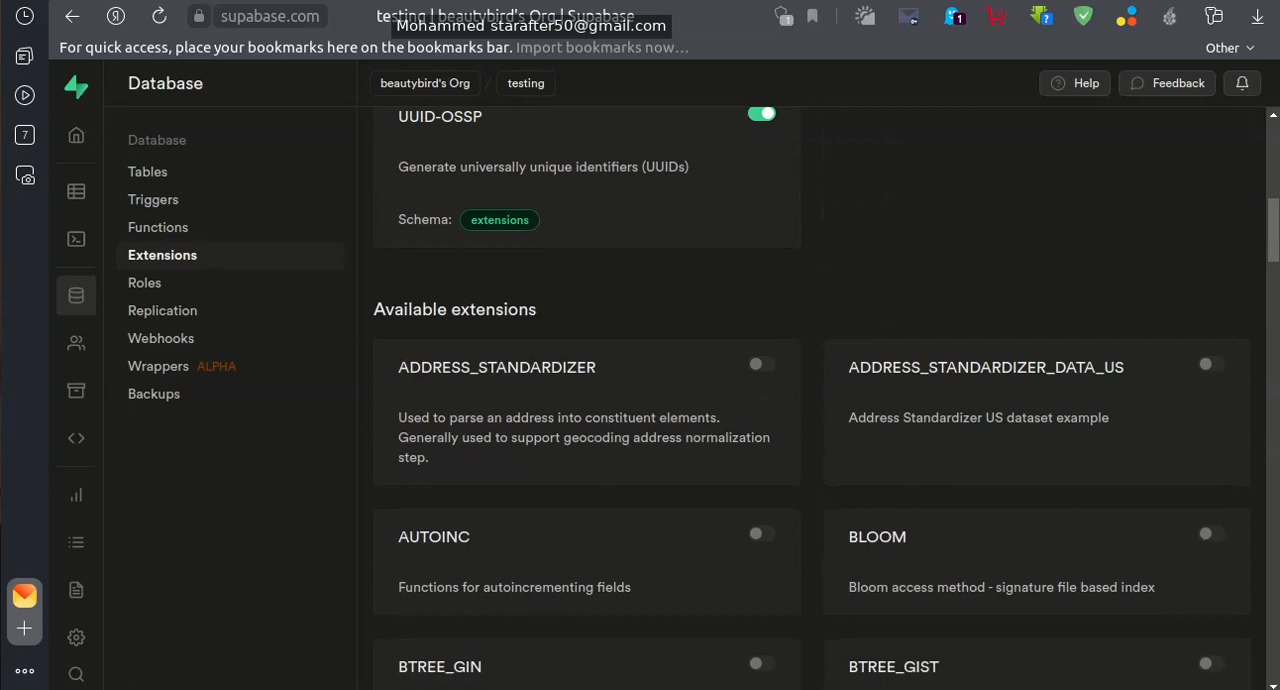 supabase.com
testing | beautybird's Org | Supabase
Mohammed starafter50@gmail.com
1
1
?
For quick access, place your bookmarks here on the bookmarks bar. Import bookmarks now…
Other
7
Database
beautybird's Org / testing
Help
Feedback
Database
Tables
Triggers
Functions
Extensions
Roles
Replication
Webhooks
Wrappers ALPHA
Backups
UUID-OSSP
Generate universally unique identifiers (UUIDs)
Schema: extensions
Available extensions
ADDRESS_STANDARDIZER
Used to parse an address into constituent elements.
Generally used to support geocoding address normalization
step.
ADDRESS_STANDARDIZER_DATA_US
Address Standardizer US dataset example
AUTOINC
Functions for autoincrementing fields
BLOOM
Bloom access method - signature file based index
BTREE_GIN
BTREE_GIST